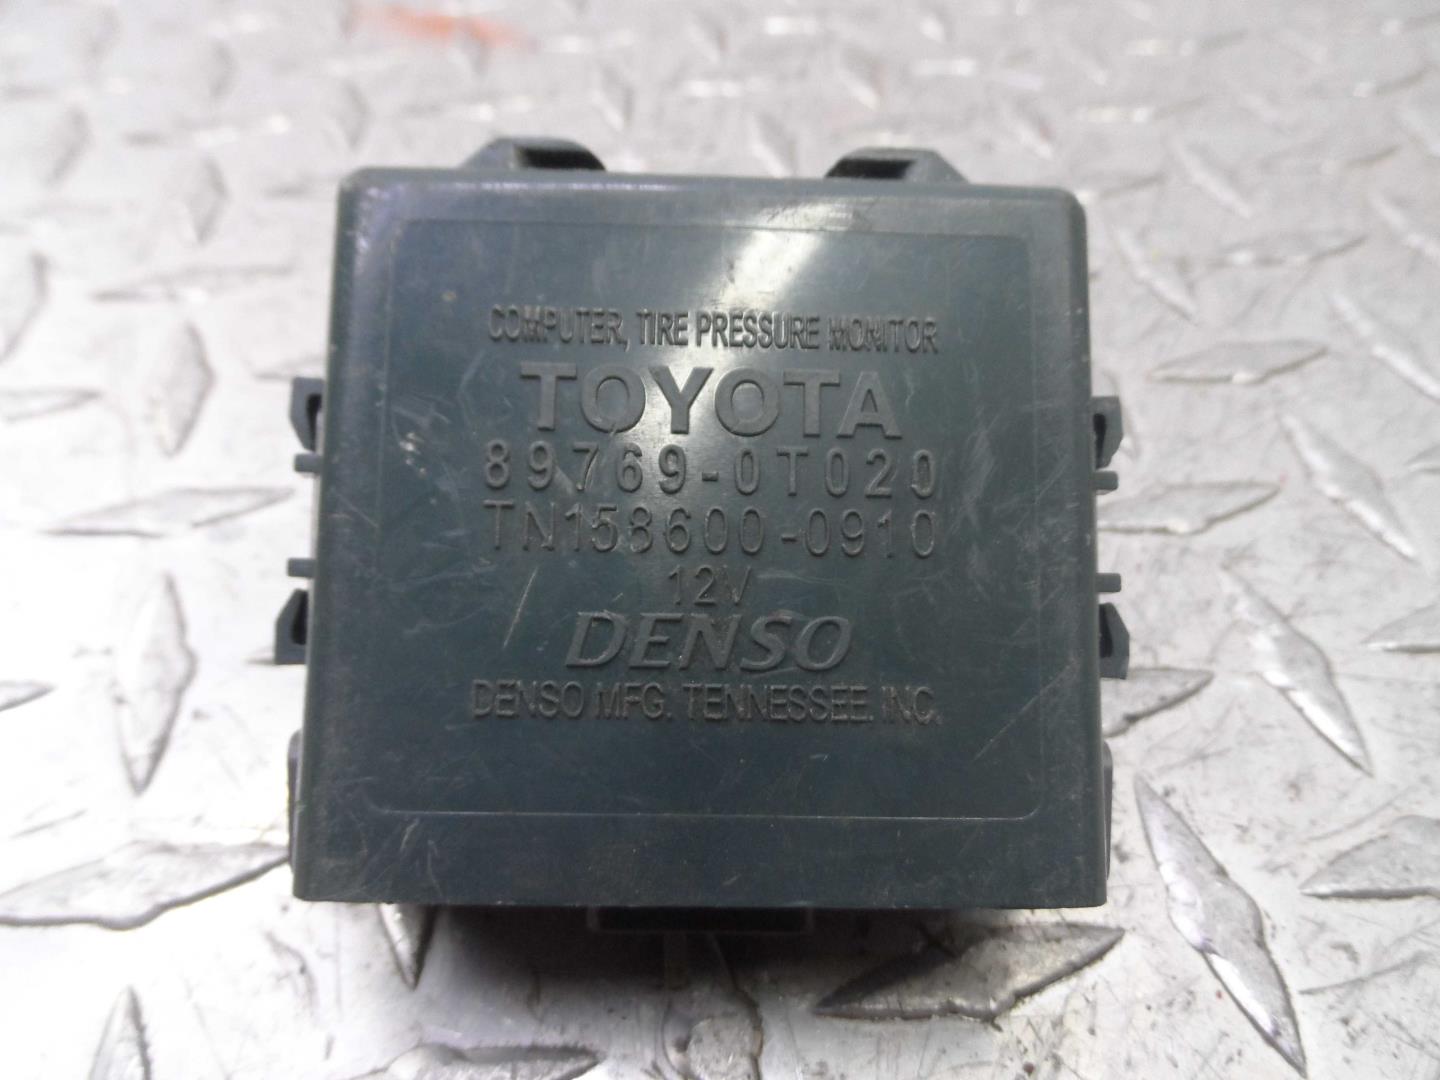 COMPUTER, TIRE PRESSURE MONITOR
TOYOTA
89769-0T020
TN158600-0910
12V
DENSO
DENSO MFG. TENNESSEE. INC.